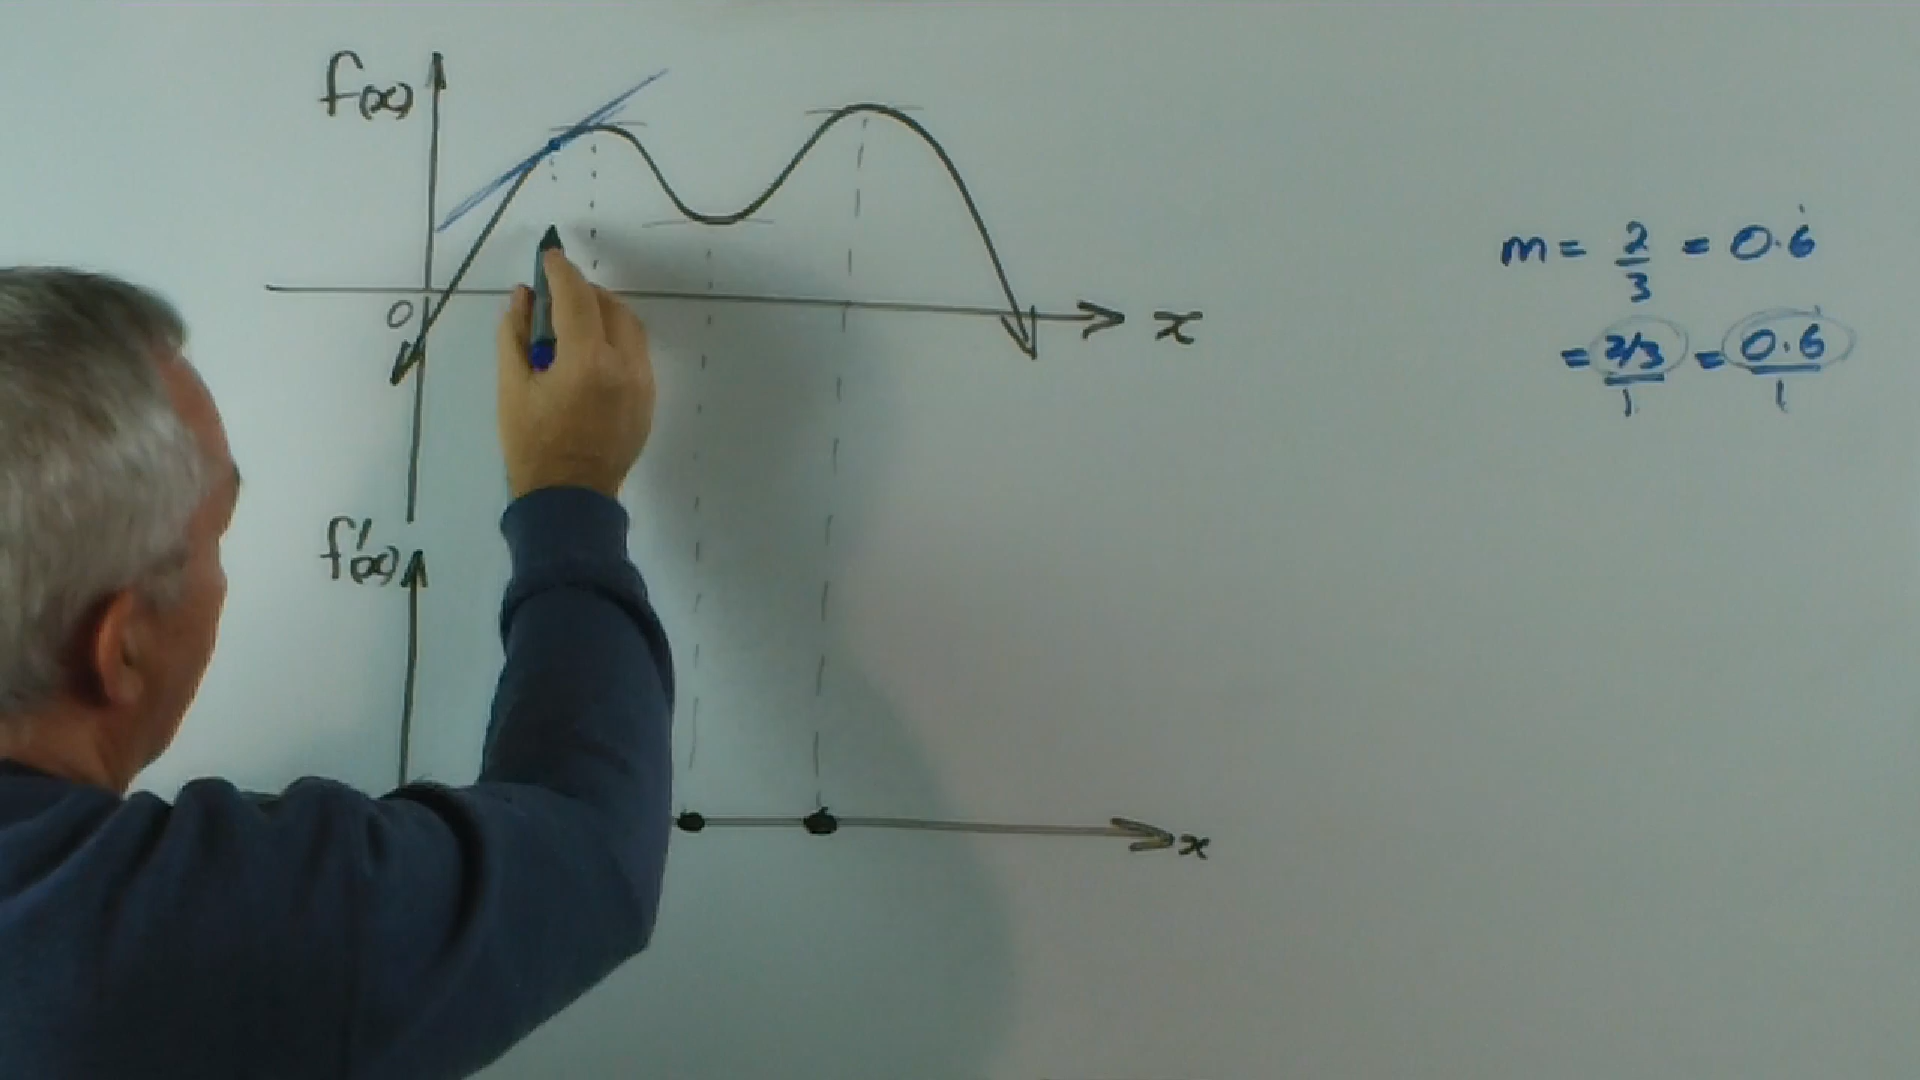 f(x)
0
x
m = 2/3 = 0.6̇
= 2/3/1 = 0.6̇/1
f'(x)
x